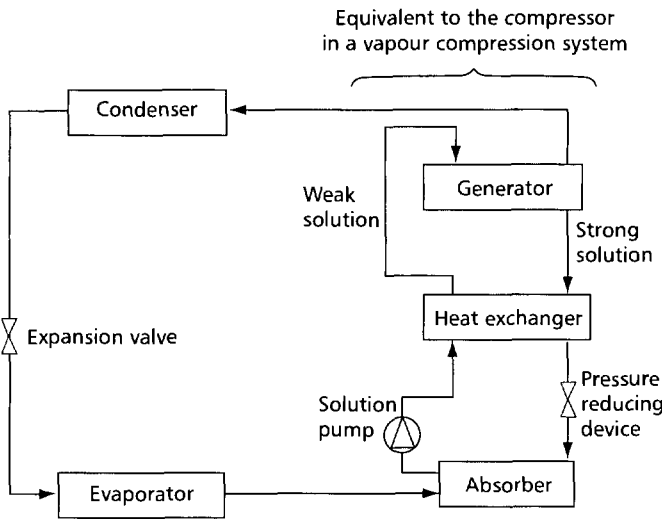 Equivalent to the compressor
in a vapour compression system
Condenser
Generator
Weak
solution
Strong
solution
Heat exchanger
Expansion valve
Pressure
reducing
device
Solution
pump
Evaporator
Absorber